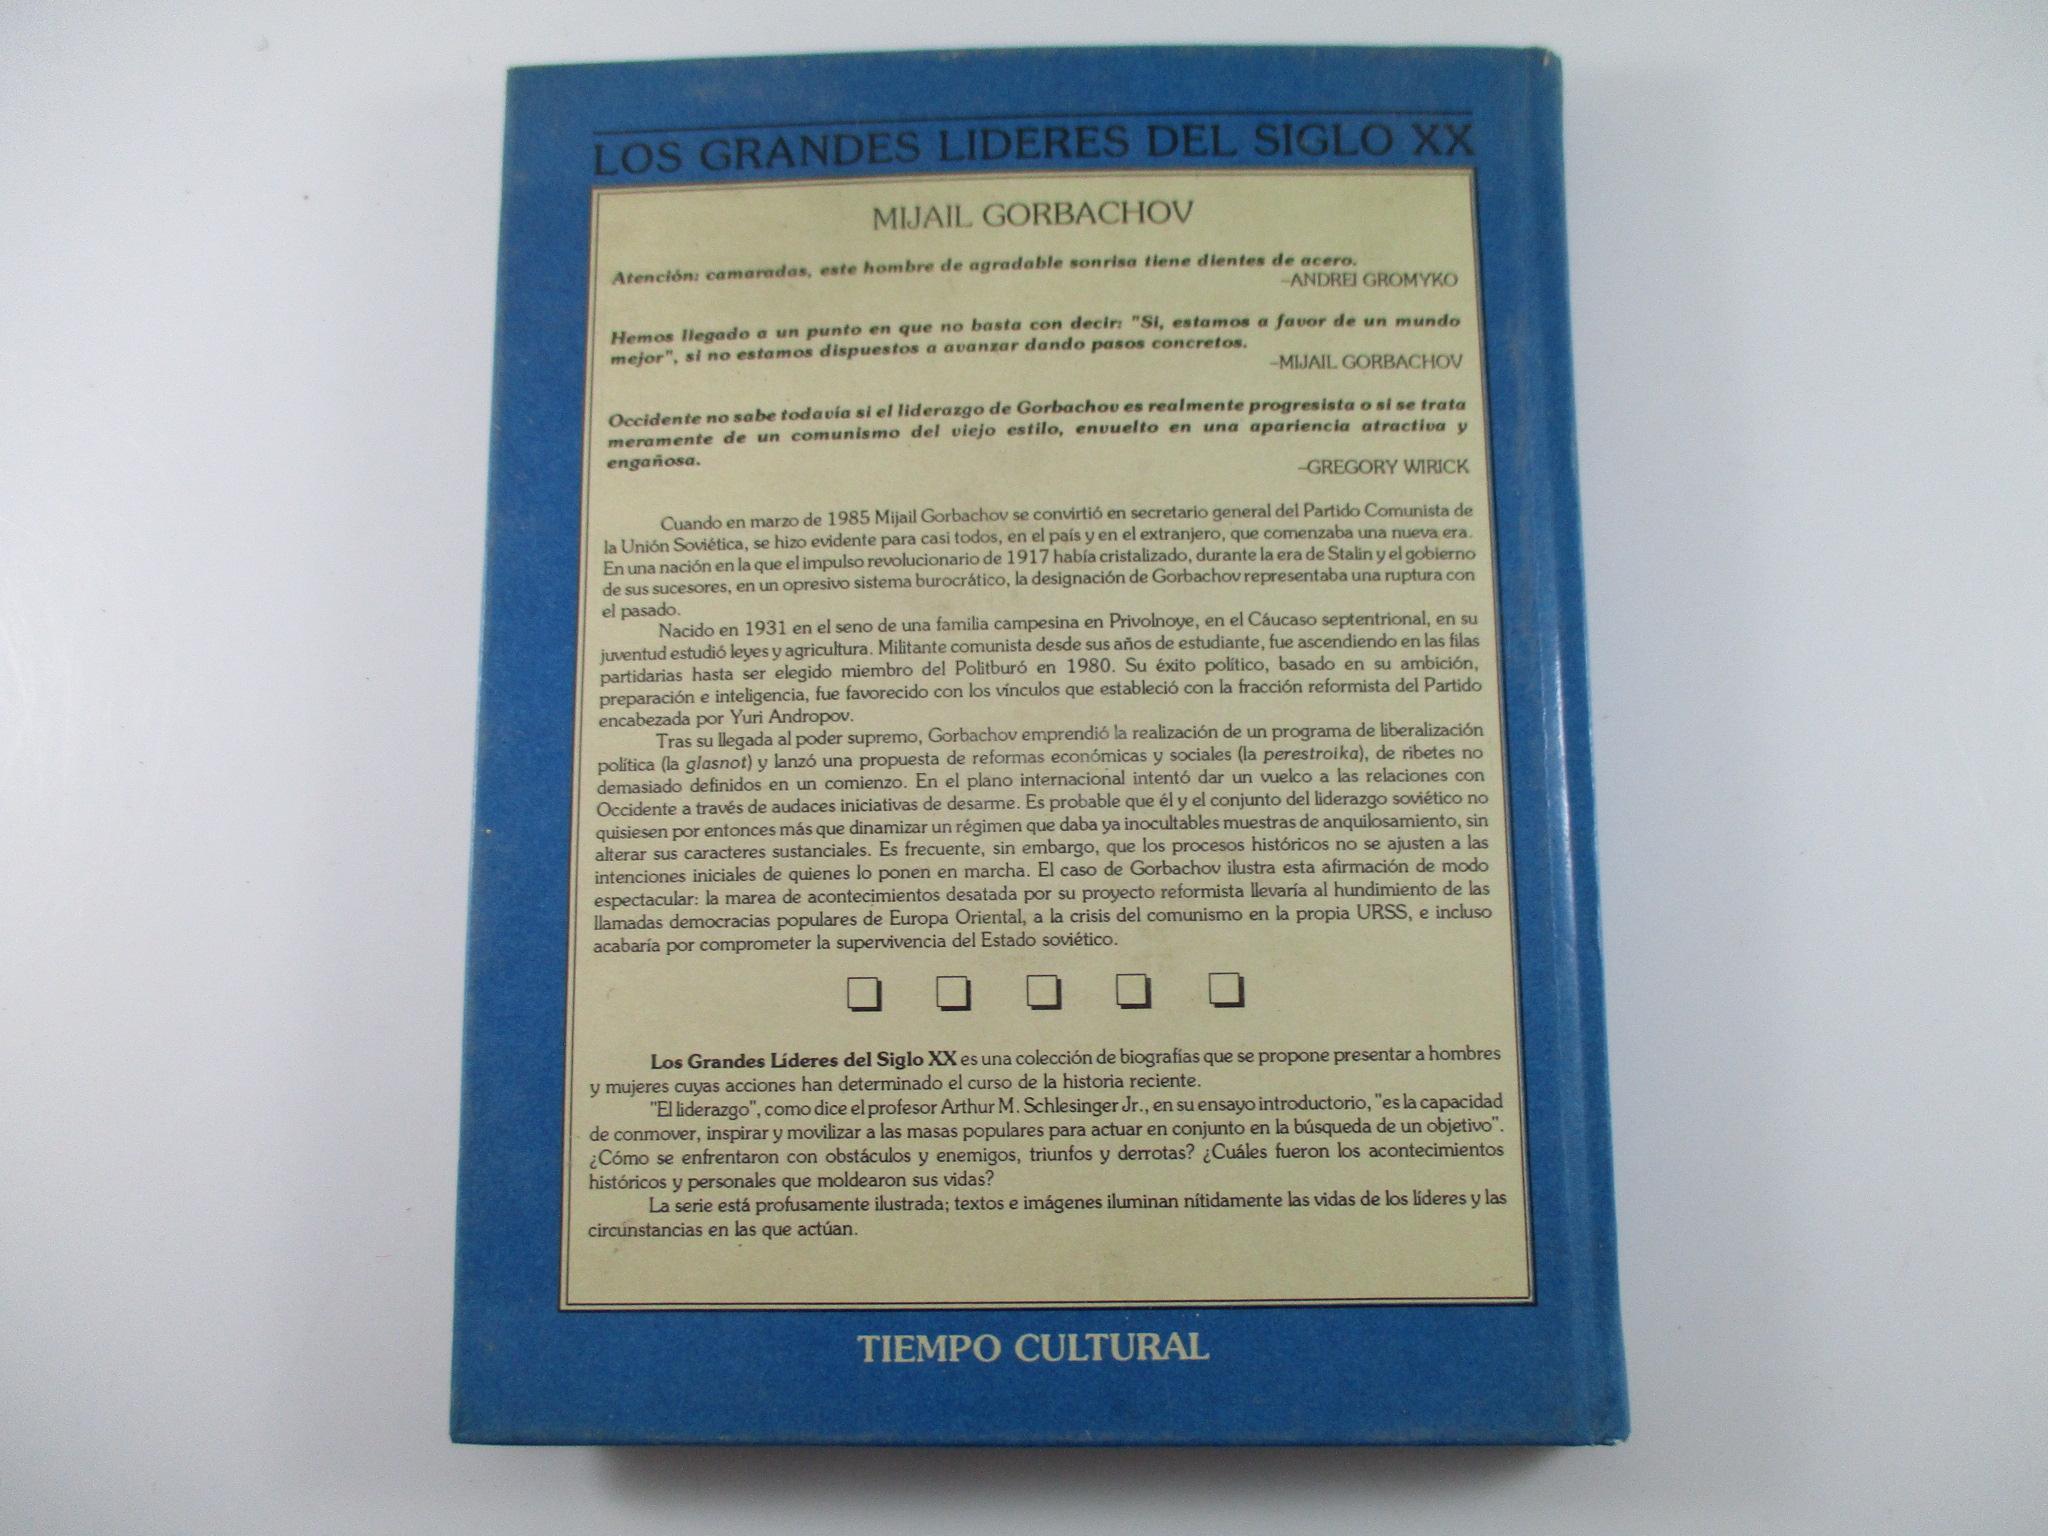 LOS GRANDES LIDERES DEL SIGLO XX
MIJAIL GORBACHOV
Atención: camaradas, este hombre de agradable sonrisa tiene dientes de acero.
–ANDREI GROMYKO
Hemos llegado a un punto en que no basta con decir: "Si, estamos a favor de un mundo
mejor", si no estamos dispuestos a avanzar dando pasos concretos.
–MIJAIL GORBACHOV
Occidente no sabe todavía si el liderazgo de Gorbachov es realmente progresista o si se trata
meramente de un comunismo del viejo estilo, envuelto en una apariencia atractiva y
engañosa.
–GREGORY WIRICK
Cuando en marzo de 1985 Mijail Gorbachov se convirtió en secretario general del Partido Comunista de
la Unión Soviética, se hizo evidente para casi todos, en el país y en el extranjero, que comenzaba una nueva era.
En una nación en la que el impulso revolucionario de 1917 había cristalizado, durante la era de Stalin y el gobierno
de sus sucesores, en un opresivo sistema burocrático, la designación de Gorbachov representaba una ruptura con
el pasado.
Nacido en 1931 en el seno de una familia campesina en Privolnoye, en el Cáucaso septentrional, en su
juventud estudió leyes y agricultura. Militante comunista desde sus años de estudiante, fue ascendiendo en las filas
partidarias hasta ser elegido miembro del Politburó en 1980. Su éxito político, basado en su ambición,
preparación e inteligencia, fue favorecido con los vínculos que estableció con la fracción reformista del Partido
encabezada por Yuri Andropov.
Tras su llegada al poder supremo, Gorbachov emprendió la realización de un programa de liberalización
política (la glasnot) y lanzó una propuesta de reformas económicas y sociales (la perestroika), de ribetes no
demasiado definidos en un comienzo. En el plano internacional intentó dar un vuelco a las relaciones con
Occidente a través de audaces iniciativas de desarme. Es probable que él y el conjunto del liderazgo soviético no
quisiesen por entonces más que dinamizar un régimen que daba ya inocultables muestras de anquilosamiento, sin
alterar sus caracteres sustanciales. Es frecuente, sin embargo, que los procesos históricos no se ajusten a las
intenciones iniciales de quienes lo ponen en marcha. El caso de Gorbachov ilustra esta afirmación de modo
espectacular: la marea de acontecimientos desatada por su proyecto reformista llevaría al hundimiento de las
llamadas democracias populares de Europa Oriental, a la crisis del comunismo en la propia URSS, e incluso
acabaría por comprometer la supervivencia del Estado soviético.
Los Grandes Líderes del Siglo XX es una colección de biografías que se propone presentar a hombres
y mujeres cuyas acciones han determinado el curso de la historia reciente.
"El liderazgo", como dice el profesor Arthur M. Schlesinger Jr., en su ensayo introductorio, "es la capacidad
de conmover, inspirar y movilizar a las masas populares para actuar en conjunto en la búsqueda de un objetivo".
¿Cómo se enfrentaron con obstáculos y enemigos, triunfos y derrotas? ¿Cuáles fueron los acontecimientos
históricos y personales que moldearon sus vidas?
La serie está profusamente ilustrada; textos e imágenes iluminan nítidamente las vidas de los líderes y las
circunstancias en las que actúan.
TIEMPO CULTURAL